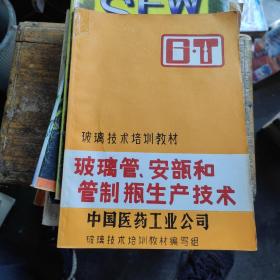 SEW
6·T
玻璃技术培训教材
玻璃管、安瓿和
管制瓶生产技术
中国医药工业公司
玻璃技术培训教材编写组